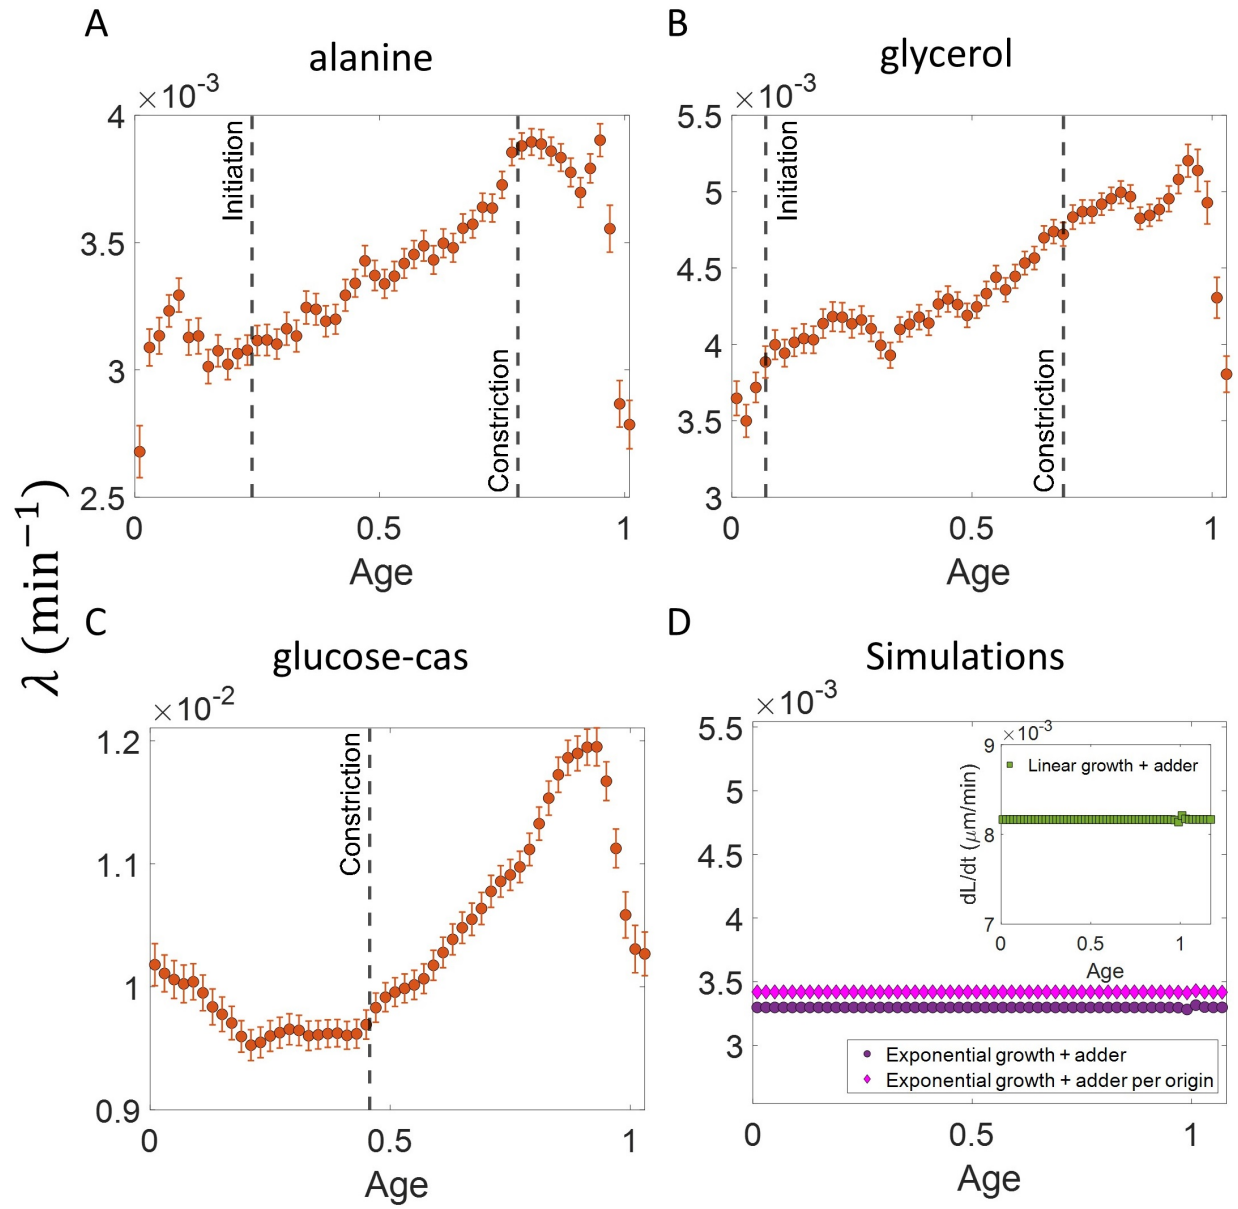 A
alanine
×10⁻³
4
3.5
3
2.5
Initiation
Constriction
0
0.5
1
Age
B
glycerol
×10⁻³
5.5
5
4.5
4
3.5
3
Initiation
Constriction
0
0.5
1
Age
λ (min⁻¹)
C
glucose-cas
×10⁻²
1.2
1.1
1
0.9
Constriction
0
0.5
1
Age
D
Simulations
×10⁻³
5.5
5
4.5
4
3.5
3
×10⁻³
9
8
7
dL/dt (μm/min)
Linear growth + adder
0
0.5
1
Age
Exponential growth + adder
Exponential growth + adder per origin
0
0.5
1
Age